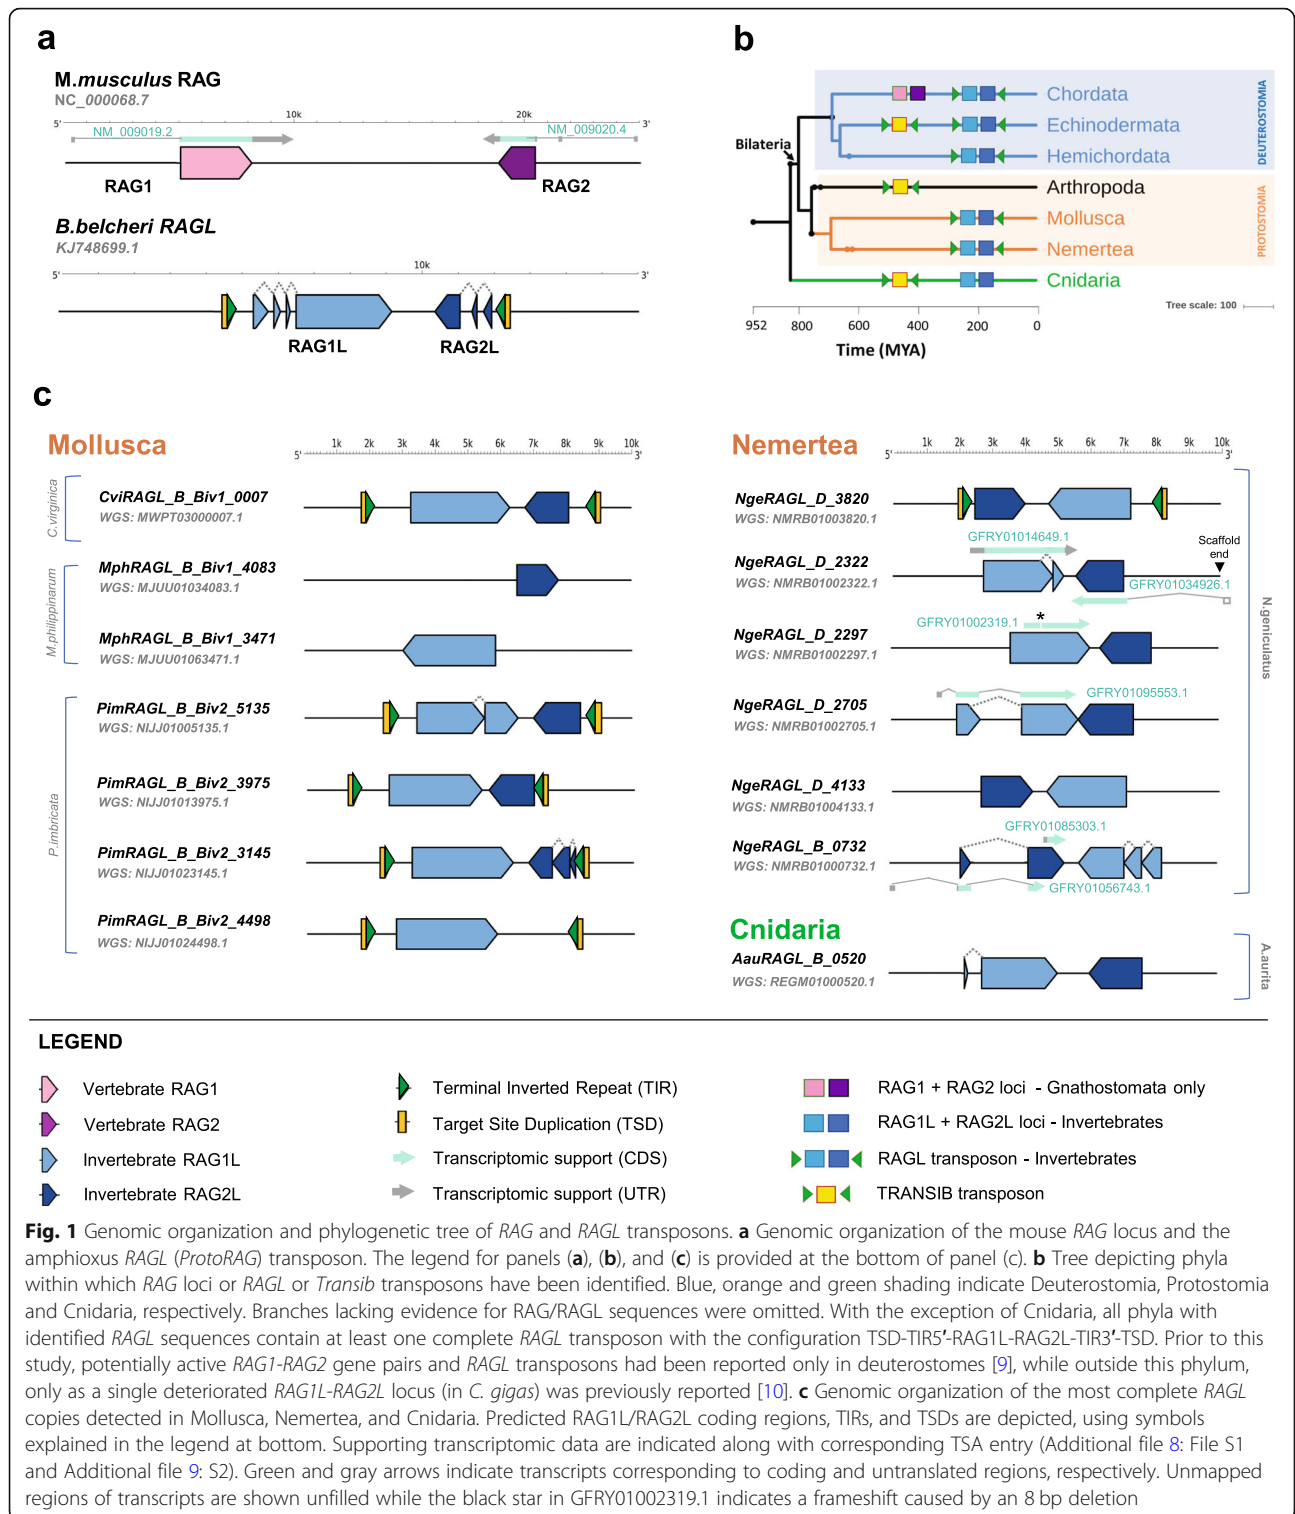 a
M.musculus RAG
NC_000068.7
5'
10k
20k
3'
NM_009019.2
NM_009020.4
RAG1
RAG2
B.belcheri RAGL
KJ748699.1
5'
10k
3'
RAG1L
RAG2L
b
Bilateria
Chordata
Echinodermata
Hemichordata
Arthropoda
Mollusca
Nemertea
Cnidaria
DEUTEROSTOMIA
PROTOSTOMIA
Tree scale: 100
952 800 600 400 200 0
Time (MYA)
c
Mollusca
5' 1k 2k 3k 4k 5k 6k 7k 8k 9k 10k 3'
C.virginica
CviRAGL_B_Biv1_0007
WGS: MWPT03000007.1
M.philippinarum
MphRAGL_B_Biv1_4083
WGS: MJUU01034083.1
MphRAGL_B_Biv1_3471
WGS: MJUU01063471.1
P.imbricata
PimRAGL_B_Biv2_5135
WGS: NIJJ01005135.1
PimRAGL_B_Biv2_3975
WGS: NIJJ01013975.1
PimRAGL_B_Biv2_3145
WGS: NIJJ01023145.1
PimRAGL_B_Biv2_4498
WGS: NIJJ01024498.1
Nemertea
5' 1k 2k 3k 4k 5k 6k 7k 8k 9k 10k 3'
NgeRAGL_D_3820
WGS: NMRB01003820.1
GFRY01014649.1
Scaffold
end
NgeRAGL_D_2322
WGS: NMRB01002322.1
GFRY01034926.1
GFRY01002319.1
*
NgeRAGL_D_2297
WGS: NMRB01002297.1
NgeRAGL_D_2705
WGS: NMRB01002705.1
GFRY01095553.1
NgeRAGL_D_4133
WGS: NMRB01004133.1
GFRY01085303.1
NgeRAGL_B_0732
WGS: NMRB01000732.1
GFRY01056743.1
N.geniculatus
Cnidaria
AauRAGL_B_0520
WGS: REGM01000520.1
A.aurita
LEGEND
Vertebrate RAG1
Vertebrate RAG2
Invertebrate RAG1L
Invertebrate RAG2L
Terminal Inverted Repeat (TIR)
Target Site Duplication (TSD)
Transcriptomic support (CDS)
Transcriptomic support (UTR)
RAG1 + RAG2 loci - Gnathostomata only
RAG1L + RAG2L loci - Invertebrates
RAGL transposon - Invertebrates
TRANSIB transposon
Fig. 1 Genomic organization and phylogenetic tree of RAG and RAGL transposons. a Genomic organization of the mouse RAG locus and the
amphioxus RAGL (ProtoRAG) transposon. The legend for panels (a), (b), and (c) is provided at the bottom of panel (c). b Tree depicting phyla
within which RAG loci or RAGL or Transib transposons have been identified. Blue, orange and green shading indicate Deuterostomia, Protostomia
and Cnidaria, respectively. Branches lacking evidence for RAG/RAGL sequences were omitted. With the exception of Cnidaria, all phyla with
identified RAGL sequences contain at least one complete RAGL transposon with the configuration TSD-TIR5′-RAG1L-RAG2L-TIR3′-TSD. Prior to this
study, potentially active RAG1-RAG2 gene pairs and RAGL transposons had been reported only in deuterostomes [9], while outside this phylum,
only as a single deteriorated RAG1L-RAG2L locus (in C. gigas) was previously reported [10]. c Genomic organization of the most complete RAGL
copies detected in Mollusca, Nemertea, and Cnidaria. Predicted RAG1L/RAG2L coding regions, TIRs, and TSDs are depicted, using symbols
explained in the legend at bottom. Supporting transcriptomic data are indicated along with corresponding TSA entry (Additional file 8: File S1
and Additional file 9: S2). Green and gray arrows indicate transcripts corresponding to coding and untranslated regions, respectively. Unmapped
regions of transcripts are shown unfilled while the black star in GFRY01002319.1 indicates a frameshift caused by an 8 bp deletion